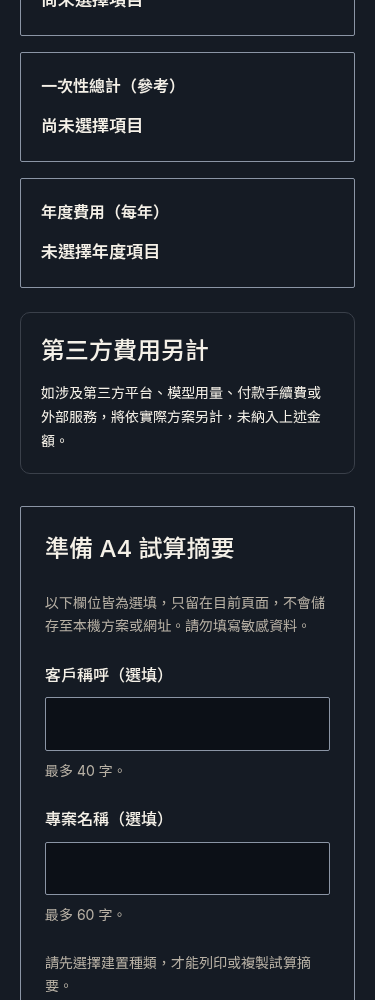 尚未選擇項目
一次性總計（參考）
尚未選擇項目
年度費用（每年）
未選擇年度項目
第三方費用另計
如涉及第三方平台、模型用量、付款手續費或
外部服務，將依實際方案另計，未納入上述金
額。
準備 A4 試算摘要
以下欄位皆為選填，只留在目前頁面，不會儲
存至本機方案或網址。請勿填寫敏感資料。
客戶稱呼（選填）
最多 40 字。
專案名稱（選填）
最多 60 字。
請先選擇建置種類，才能列印或複製試算摘
要。